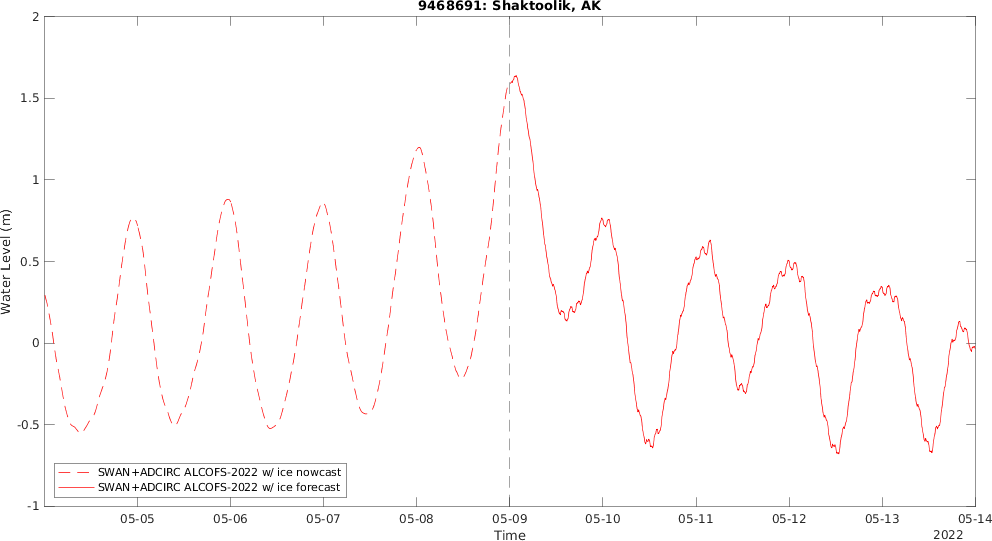 9468691: Shaktoolik, AK
2
1.5
1
0.5
0
-0.5
-1
Water Level (m)
SWAN+ADCIRC ALCOFS-2022 w/ ice nowcast
SWAN+ADCIRC ALCOFS-2022 w/ ice forecast
05-05 05-06 05-07 05-08 05-09 05-10 05-11 05-12 05-13 05-14
Time
2022